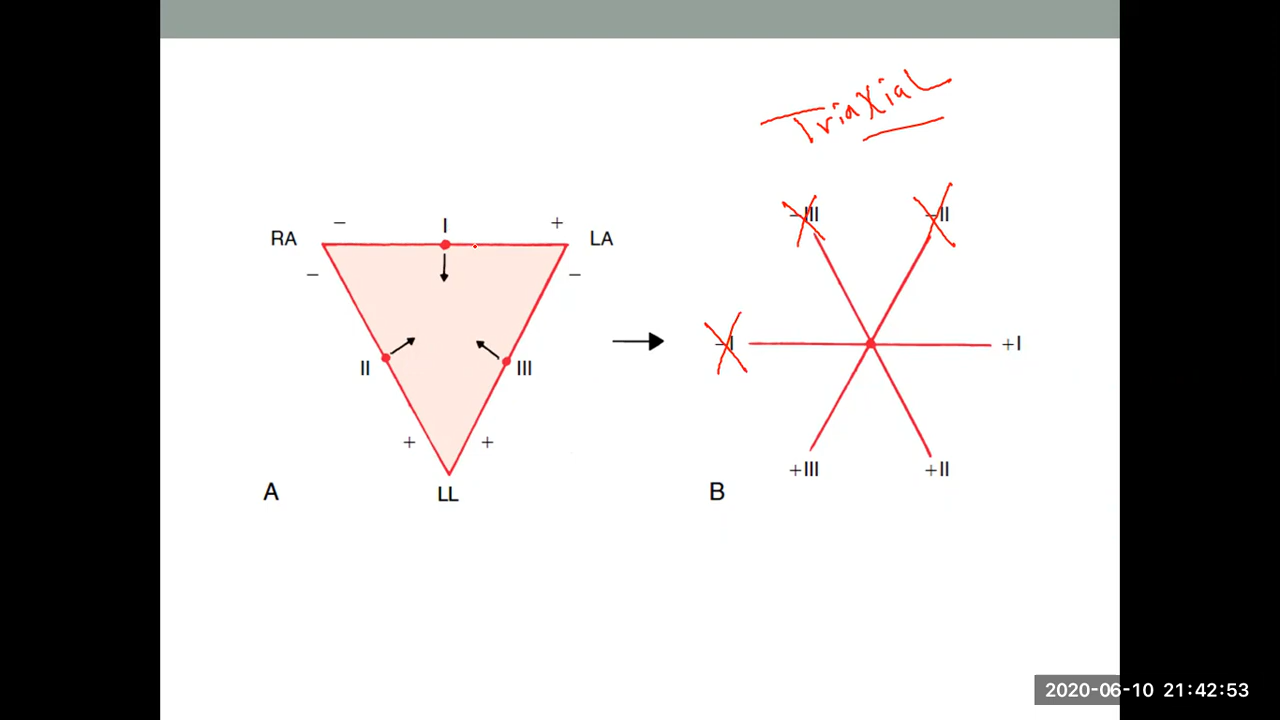 TriaXiaL
−III
−II
− I +
RA
LA
− −
−I
+I
II
III
+ +
+III
+II
A
LL
B
2020-06-10 21:42:53